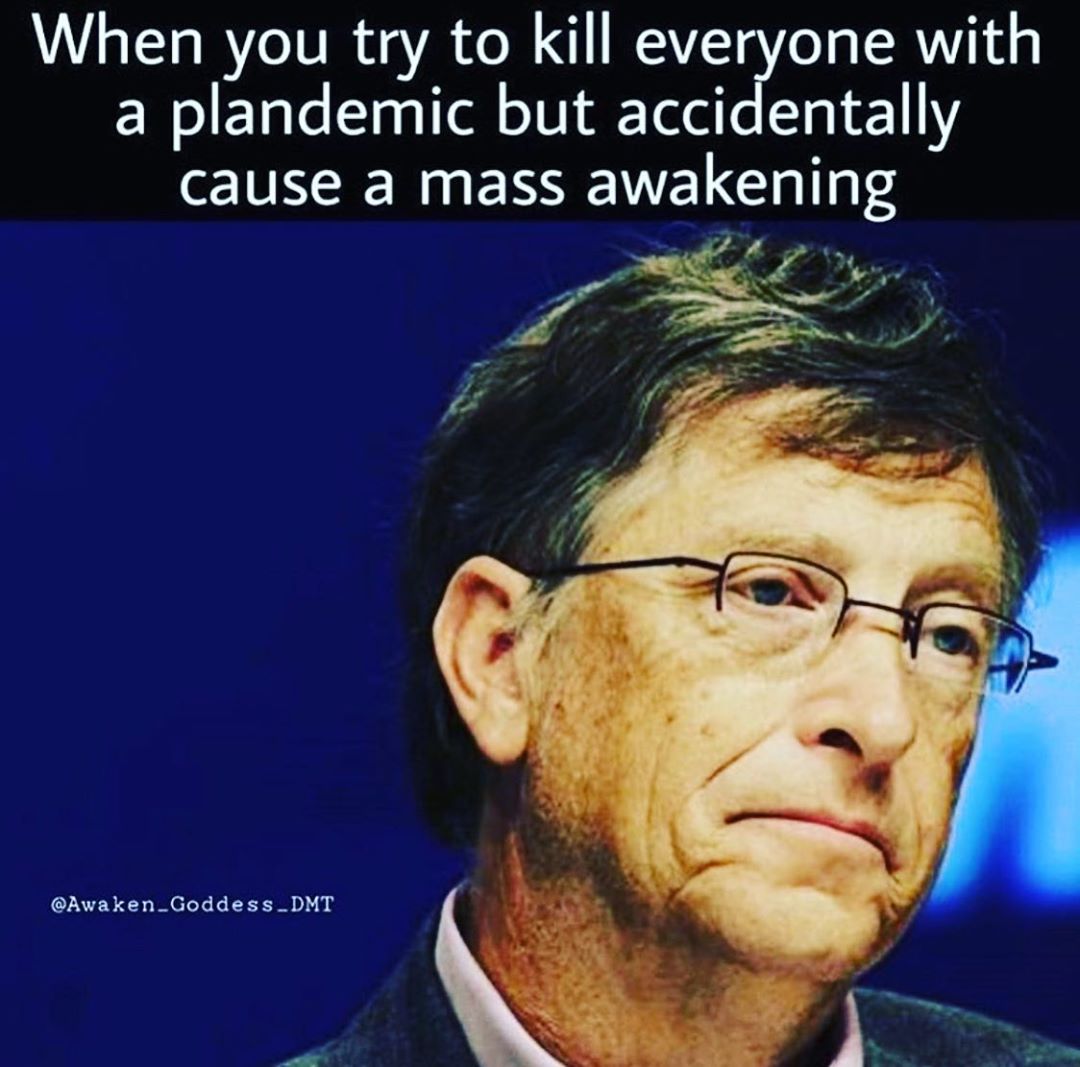 When you try to kill everyone with
a plandemic but accidentally
cause a mass awakening
@Awaken_Goddess_DMT